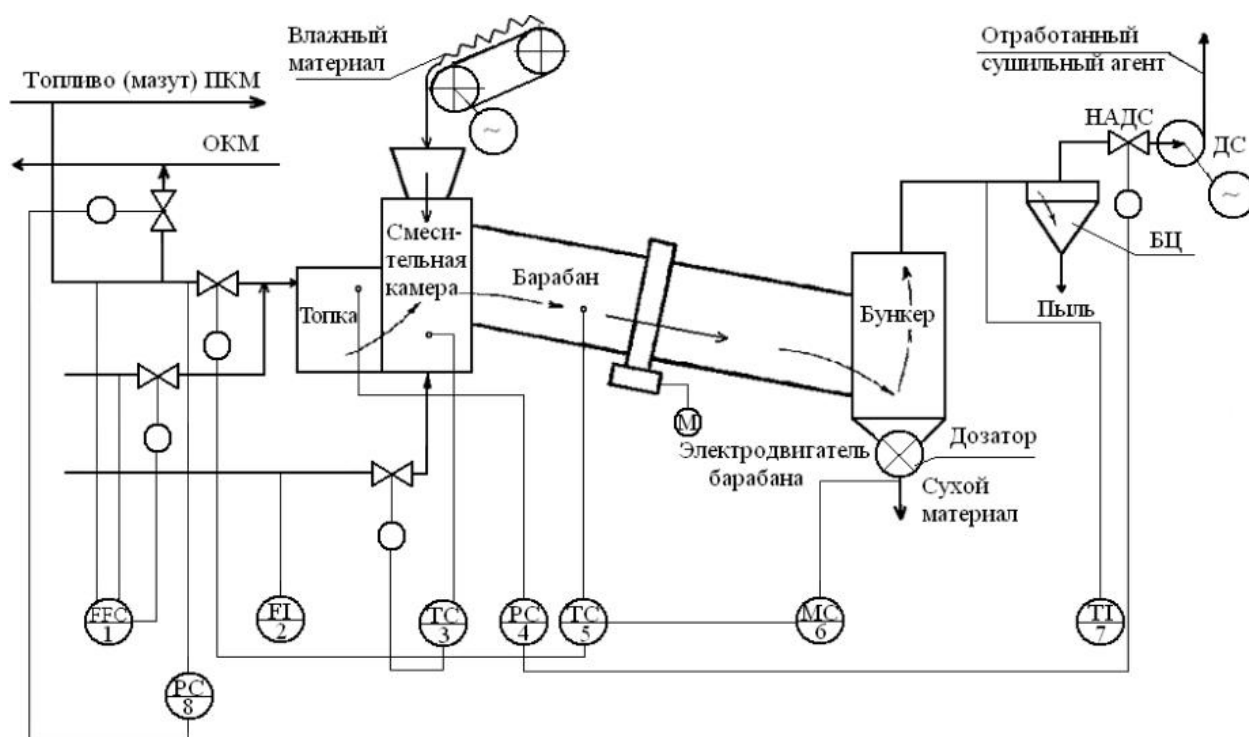 Влажный
материал
Отработанный
сушильный агент
Топливо (мазут) ПКМ
НАДС
ДС
ОКМ
Смеси-
тельная
камера
Барабан
БЦ
Топка
Бункер
Пыль
М
Электродвигатель
барабана
Дозатор
Сухой
материал
~
~
FFC
1
FI
2
TC
3
PC
4
TC
5
MC
6
TI
7
PC
8